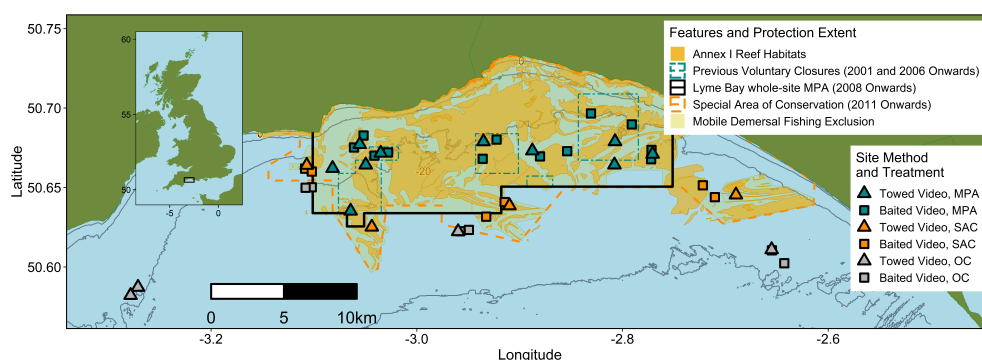 50.75
50.70
50.65
50.60
Latitude
60
55
50
-5
0
0
0
-20
Features and Protection Extent
Annex I Reef Habitats
Previous Voluntary Closures (2001 and 2006 Onwards)
Lyme Bay whole-site MPA (2008 Onwards)
Special Area of Conservation (2011 Onwards)
Mobile Demersal Fishing Exclusion
Site Method
and Treatment
Towed Video, MPA
Baited Video, MPA
Towed Video, SAC
Baited Video, SAC
Towed Video, OC
Baited Video, OC
0 5 10km
-3.2 -3.0 -2.8 -2.6
Longitude